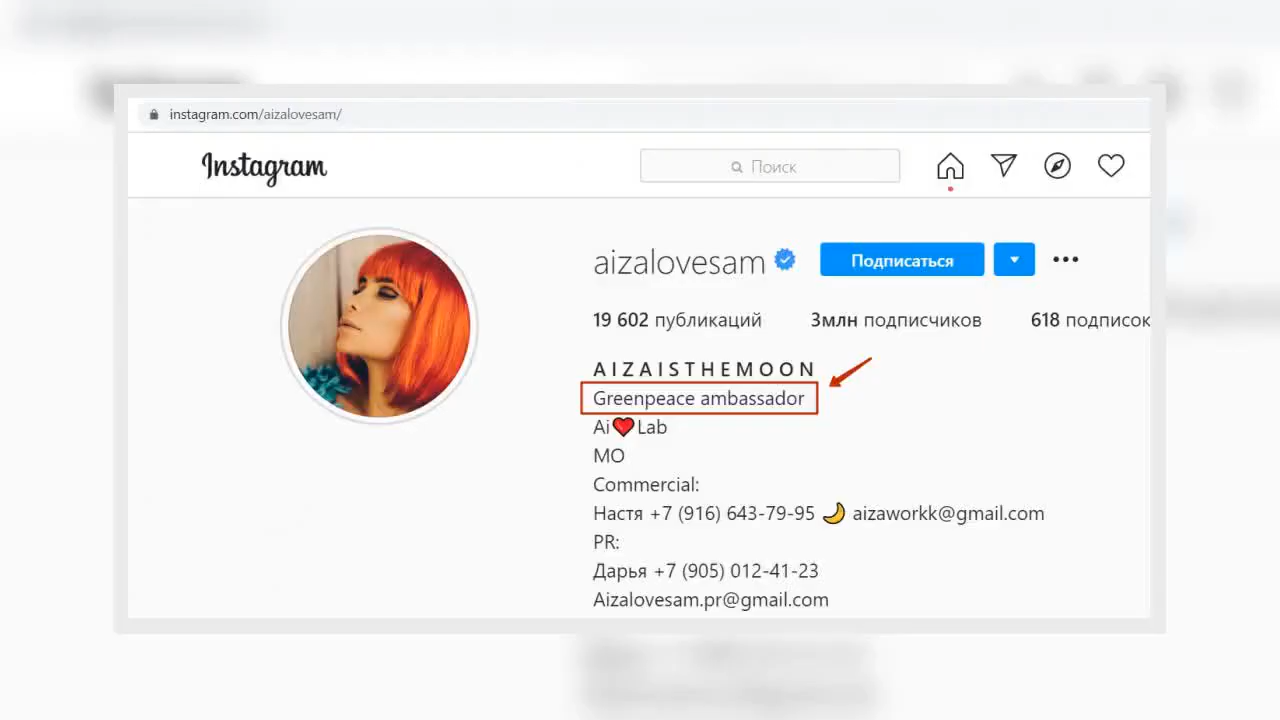 instagram.com/aizalovesam/
Instagram
Поиск
aizalovesam
Подписаться
19 602 публикаций 3млн подписчиков 618 подписок
AIZAISTHEMOON
Greenpeace ambassador
Ai❤️Lab
MO
Commercial:
Настя +7 (916) 643-79-95 🌙 aizaworkk@gmail.com
PR:
Дарья +7 (905) 012-41-23
Aizalovesam.pr@gmail.com